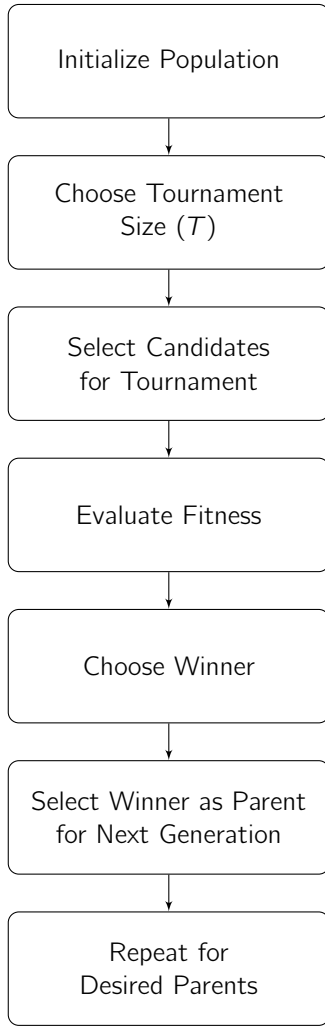 Initialize Population
Choose Tournament
Size (T)
Select Candidates
for Tournament
Evaluate Fitness
Choose Winner
Select Winner as Parent
for Next Generation
Repeat for
Desired Parents